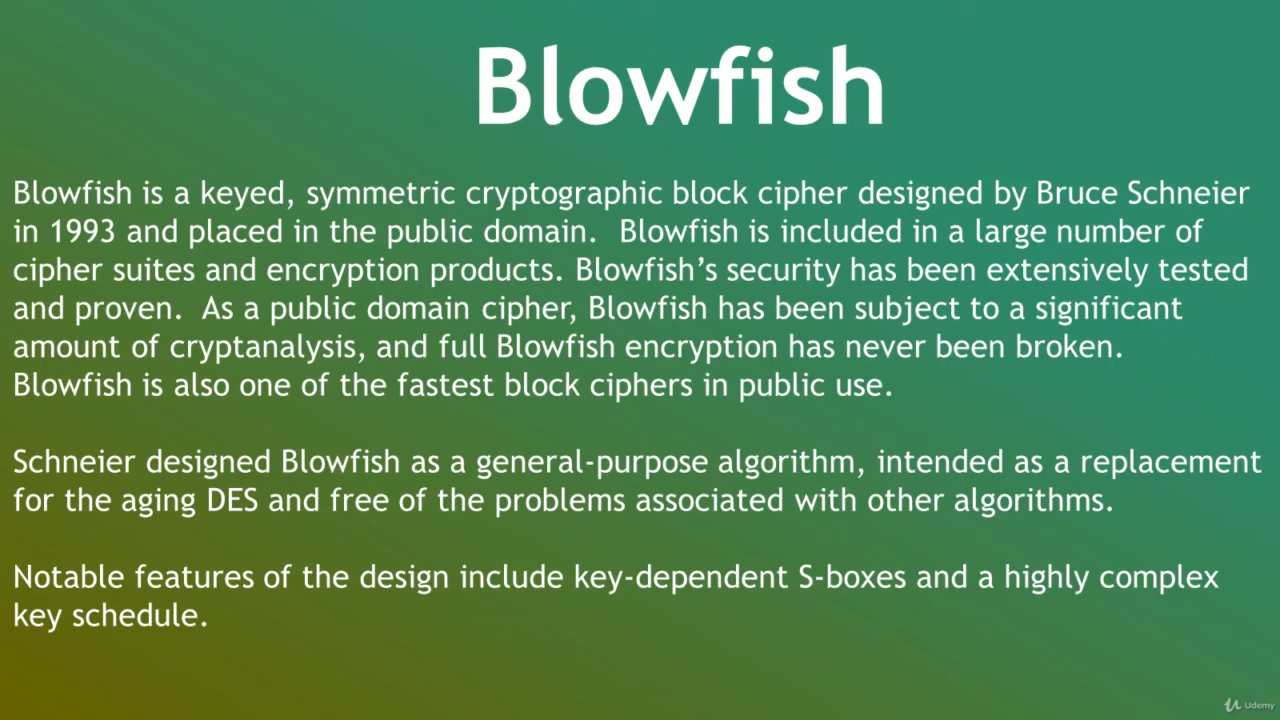 Blowfish
Blowfish is a keyed, symmetric cryptographic block cipher designed by Bruce Schneier
in 1993 and placed in the public domain.  Blowfish is included in a large number of
cipher suites and encryption products. Blowfish’s security has been extensively tested
and proven.  As a public domain cipher, Blowfish has been subject to a significant
amount of cryptanalysis, and full Blowfish encryption has never been broken.
Blowfish is also one of the fastest block ciphers in public use.
Schneier designed Blowfish as a general-purpose algorithm, intended as a replacement
for the aging DES and free of the problems associated with other algorithms.
Notable features of the design include key-dependent S-boxes and a highly complex
key schedule.
Udemy